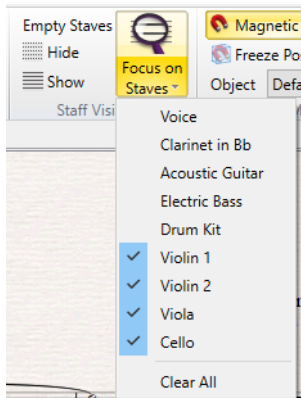 Empty Staves
Hide
Show
Focus on
Staves
Magnetic
Freeze Po
Object Defa
Staff Visi
Voice
Clarinet in Bb
Acoustic Guitar
Electric Bass
Drum Kit
Violin 1
Violin 2
Viola
Cello
Clear All